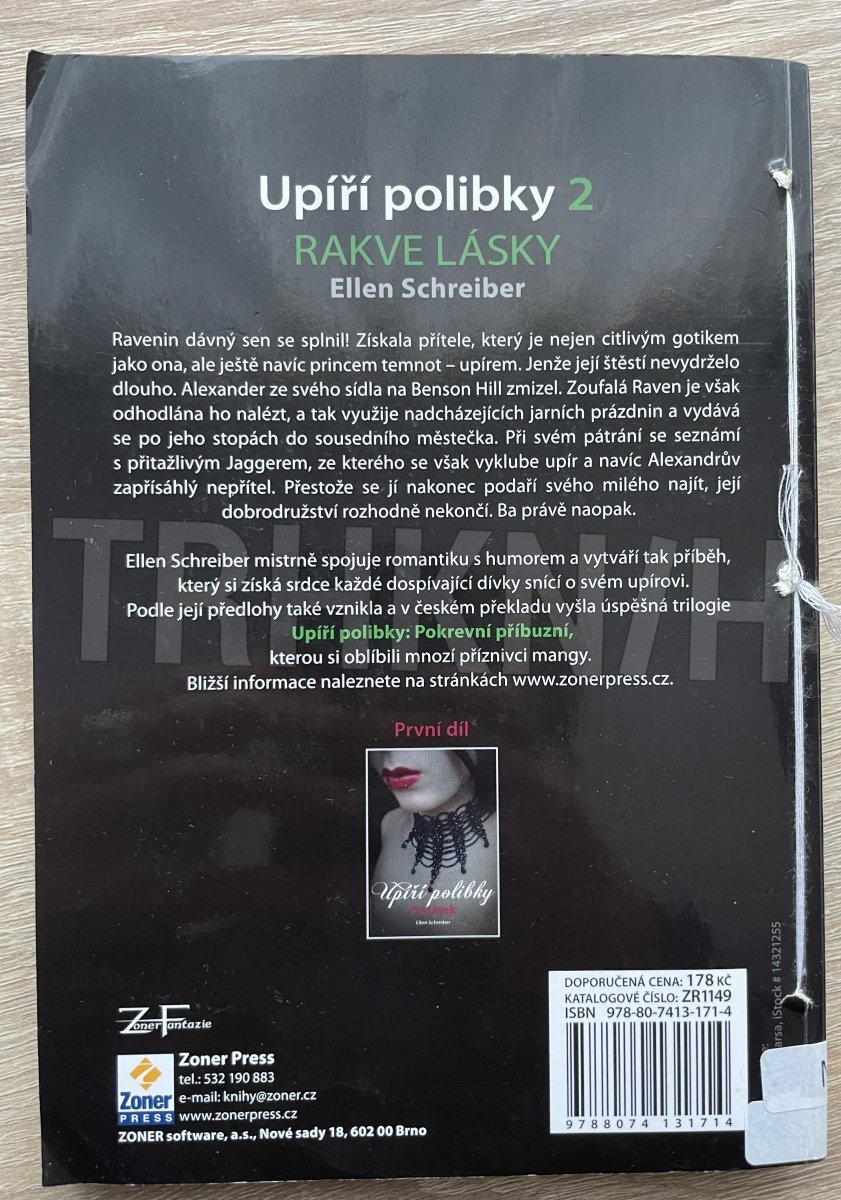 Upíří polibky 2
RAKVE LÁSKY
Ellen Schreiber
Ravenin dávný sen se splnil! Získala přítele, který je nejen citlivým gotikem
jako ona, ale ještě navíc princem temnot – upírem. Jenže její štěstí nevydrželo
dlouho. Alexander ze svého sídla na Benson Hill zmizel. Zoufalá Raven je však
odhodlána ho nalézt, a tak využije nadcházejících jarních prázdnin a vydává
se po jeho stopách do sousedního městečka. Při svém pátrání se seznámí
s přitažlivým Jaggerem, ze kterého se však vyklube upír a navíc Alexandrův
zapřísáhlý nepřítel. Přestože se jí nakonec podaří svého milého najít, její
dobrodružství rozhodně nekončí. Ba právě naopak.
TRHKNIH
Ellen Schreiber mistrně spojuje romantiku s humorem a vytváří tak příběh,
který si získá srdce každé dospívající dívky snící o svém upírovi.
Podle její předlohy také vznikla a v českém překladu vyšla úspěšná trilogie
Upíří polibky: Pokrevní příbuzní,
kterou si oblíbili mnozí příznivci mangy.
Bližší informace naleznete na stránkách www.zonerpress.cz.
První díl
Upíří polibky
Ellen Schreiber
DOPORUČENÁ CENA: 178 KČ
KATALOGOVÉ ČÍSLO: ZR1149
ISBN 978-80-7413-171-4
9 788074 131714
arsa, iStock # 14321255
ZonerFantazie
Zoner
PRESS
Zoner Press
tel.: 532 190 883
e-mail: knihy@zoner.cz
www.zonerpress.cz
ZONER software, a.s., Nové sady 18, 602 00 Brno